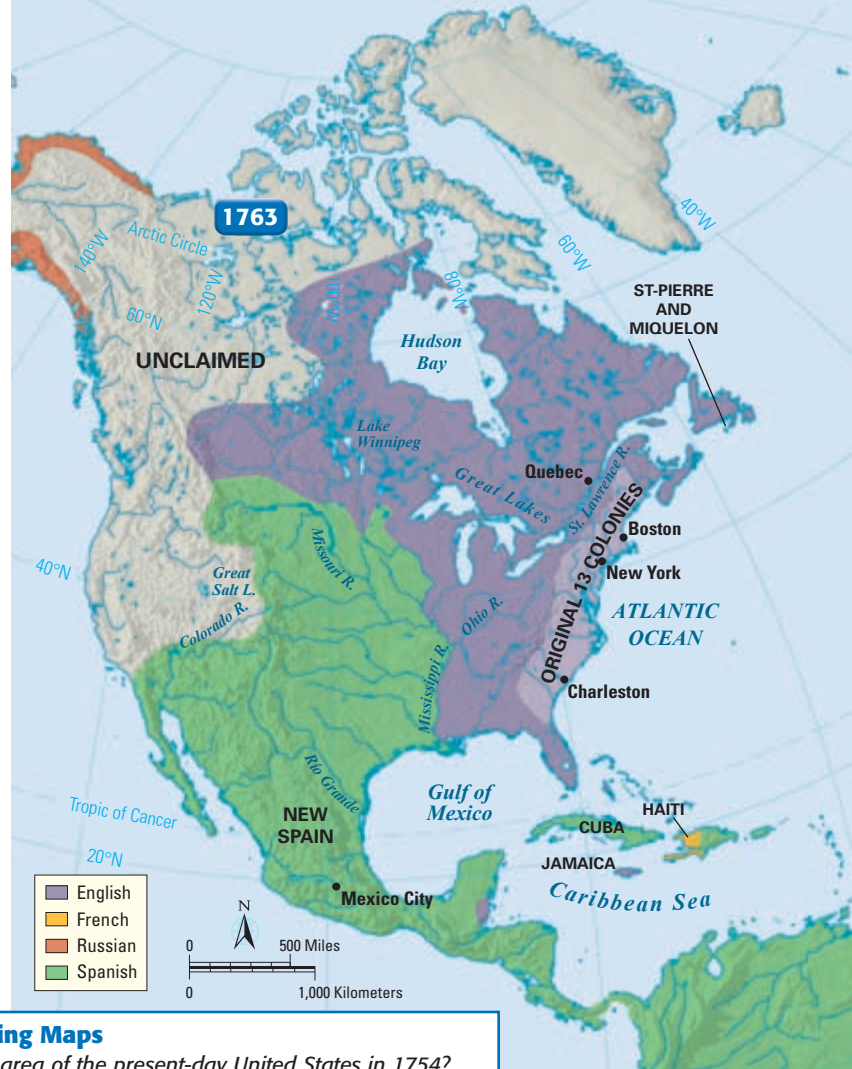 1763
Arctic Circle
140°W
120°W
100°W
80°W
60°W
40°W
60°N
UNCLAIMED
Hudson
Bay
ST-PIERRE
AND
MIQUELON
Lake
Winnipeg
Great Lakes
Quebec
St. Lawrence R.
ORIGINAL 13 COLONIES
Boston
New York
ATLANTIC
OCEAN
Charleston
40°N
Great
Salt L.
Colorado R.
Missouri R.
Ohio R.
Mississippi R.
Rio Grande
Gulf of
Mexico
NEW
SPAIN
Mexico City
Tropic of Cancer
20°N
CUBA
HAITI
JAMAICA
Caribbean Sea
English
French
Russian
Spanish
N
0 500 Miles
0 1,000 Kilometers
ing Maps
area of the present-day United States in 1754?